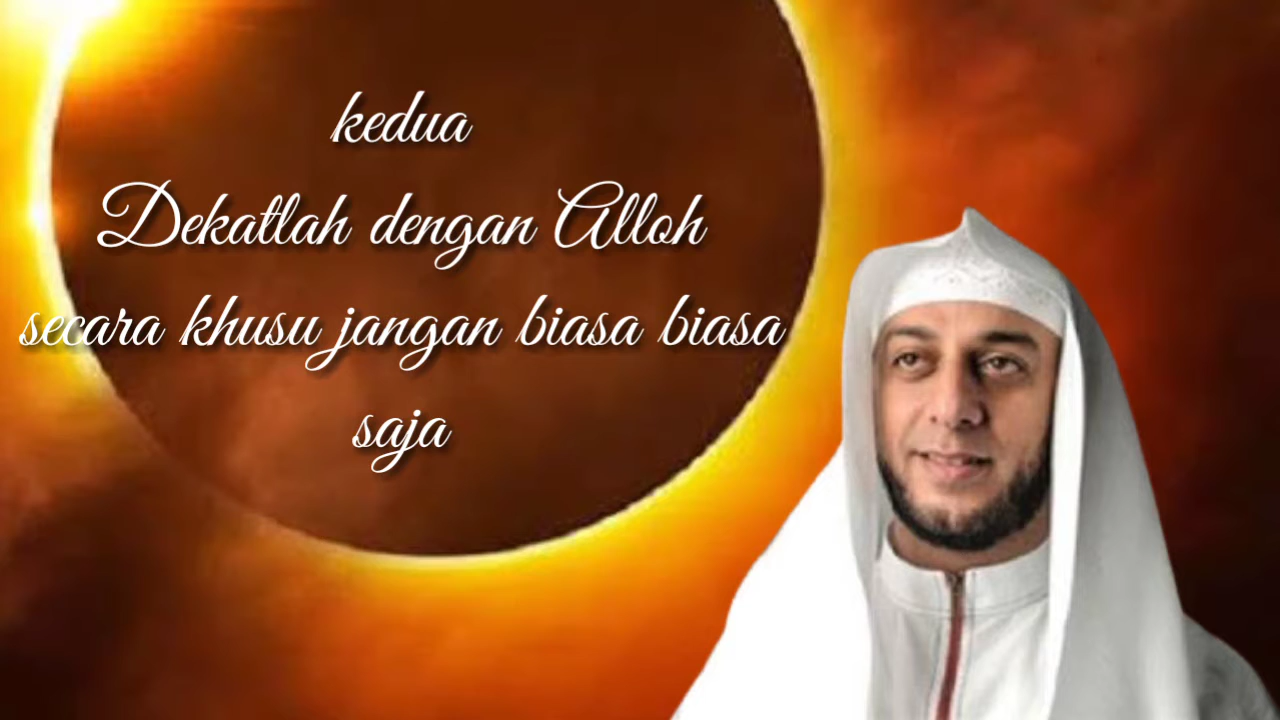 kedua
Dekatlah dengan Alloh
secara khusu jangan biasa biasa
saja